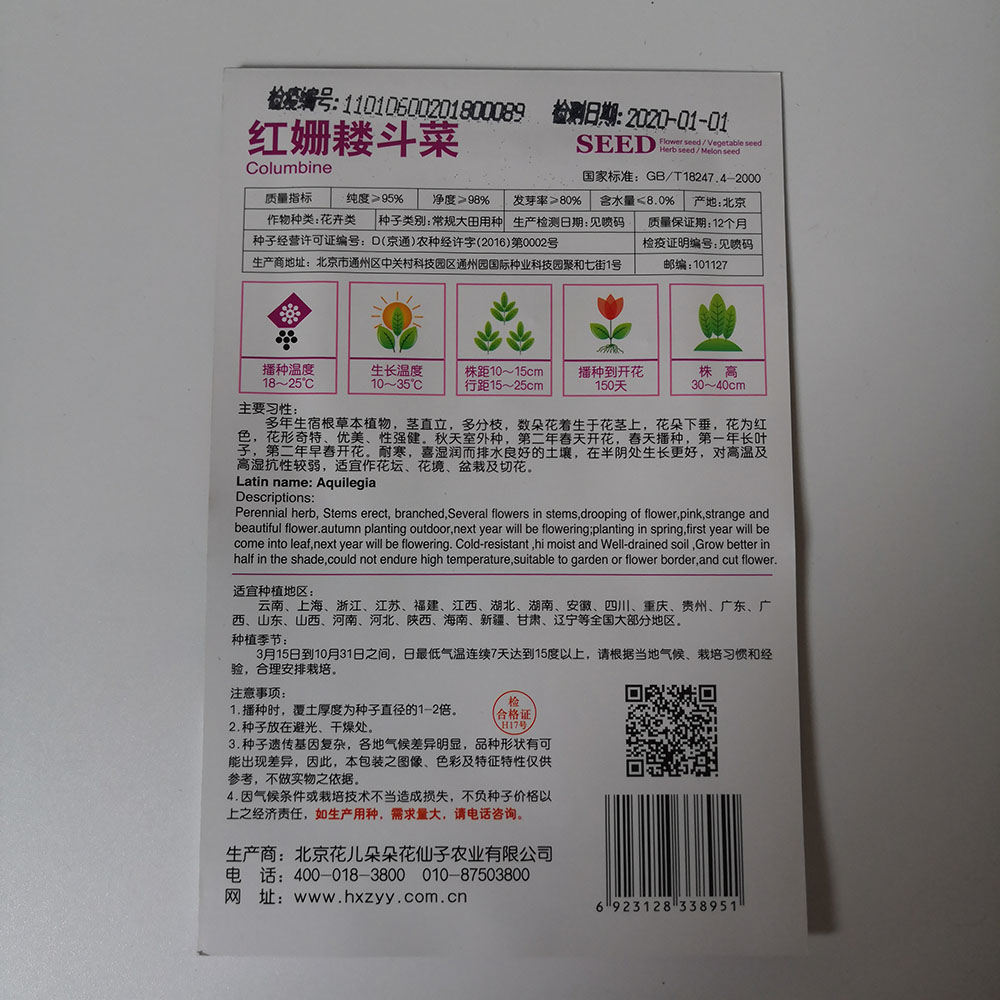 检疫编号:11010600201800089 检测日期:2020-01-01
红姗耧斗菜
Columbine
SEED Flower seed / Vegetable seed
Herb seed / Melon seed
国家标准：GB/T18247.4-2000
质量指标 纯度≥95% 净度≥98% 发芽率≥80% 含水量≤8.0% 产地:北京
作物种类:花卉类 种子类别:常规大田用种 生产检测日期:见喷码 质量保证期:12个月
种子经营许可证编号：D(京通)农种经许字(2016)第0002号 检疫证明编号:见喷码
生产商地址：北京市通州区中关村科技园区通州园国际种业科技园聚和七街1号 邮编:101127
播种温度
18～25℃
生长温度
10～35℃
株距10～15cm
行距15～25cm
播种到开花
150天
株 高
30～40cm
主要习性:
多年生宿根草本植物，茎直立，多分枝，数朵花着生于花茎上，花朵下垂，花为红
色，花形奇特、优美、性强健。秋天室外种，第二年春天开花，春天播种，第一年长叶
子，第二年早春开花。耐寒，喜湿润而排水良好的土壤，在半阴处生长更好，对高温及
高湿抗性较弱，适宜作花坛、花境、盆栽及切花。
Latin name: Aquilegia
Descriptions:
Perennial herb, Stems erect, branched,Several flowers in stems,drooping of flower,pink,strange and
beautiful flower.autumn planting outdoor,next year will be flowering;planting in spring,first year will be
come into leaf,next year will be flowering. Cold-resistant ,hi moist and Well-drained soil ,Grow better in
half in the shade,could not endure high temperature,suitable to garden or flower border,and cut flower.
适宜种植地区：
云南、上海、浙江、江苏、福建、江西、湖北、湖南、安徽、四川、重庆、贵州、广东、广
西、山东、山西、河南、河北、陕西、海南、新疆、甘肃、辽宁等全国大部分地区。
种植季节：
3月15日到10月31日之间，日最低气温连续7天达到15度以上，请根据当地气候、栽培习惯和经
验，合理安排栽培。
注意事项:
1.播种时，覆土厚度为种子直径的1-2倍。
2.种子放在避光、干燥处。
3.种子遗传基因复杂，各地气候差异明显，品种形状有可
能出现差异，因此，本包装之图像、色彩及特征特性仅供
参考，不做实物之依据。
4.因气候条件或栽培技术不当造成损失，不负种子价格以
上之经济责任，如生产用种，需求量大，请电话咨询。
检
合格证
H17号
生产商：北京花儿朵朵花仙子农业有限公司
电 话：400-018-3800 010-87503800
网 址：www.hxzyy.com.cn
6 923128 338951